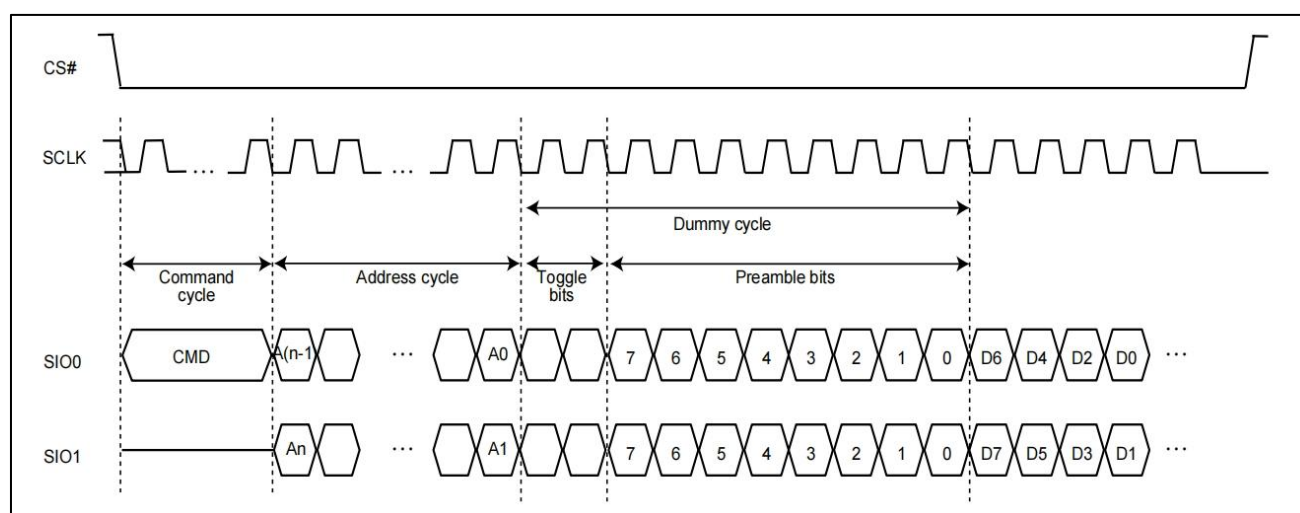 CS#
SCLK
...
...
Dummy cycle
Command
cycle
Address cycle
Toggle
bits
Preamble bits
SIO0
CMD
A(n-1
...
A0
7 6 5 4 3 2 1 0 D6 D4 D2 D0 ...
SIO1
An
...
A1
7 6 5 4 3 2 1 0 D7 D5 D3 D1 ...